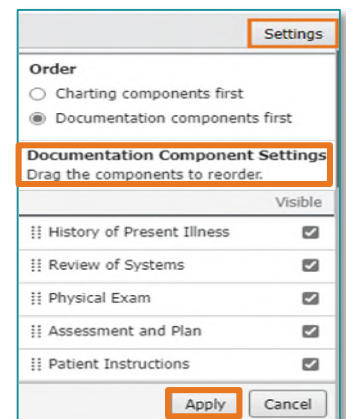 Settings
Order
Charting components first
Documentation components first
Documentation Component Settings
Drag the components to reorder.
Visible
History of Present Illness
Review of Systems
Physical Exam
Assessment and Plan
Patient Instructions
Apply Cancel